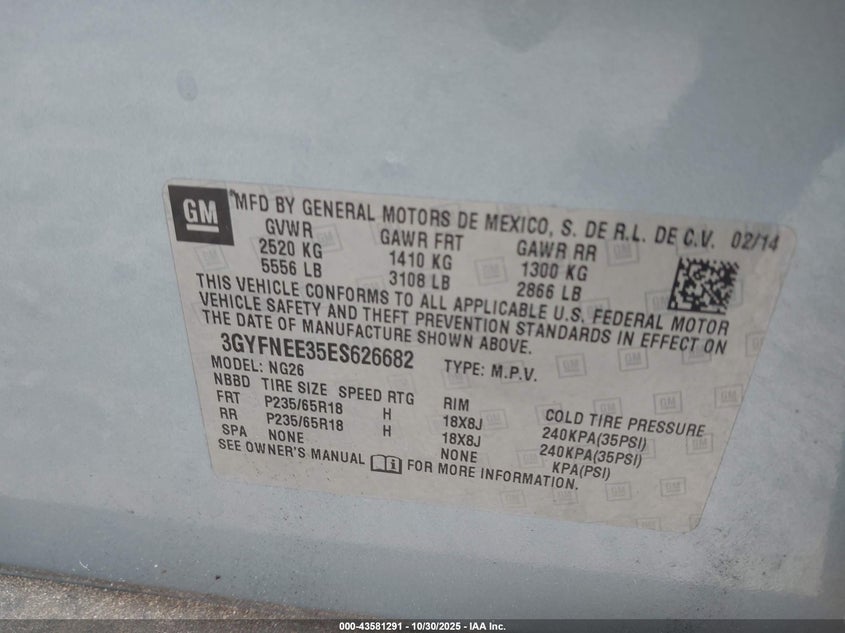 GM
MFD BY GENERAL MOTORS DE MEXICO, S. DE R.L. DE C.V. 02/14
GVWR GAWR FRT GAWR RR
2520 KG 1410 KG 1300 KG
5556 LB 3108 LB 2866 LB
THIS VEHICLE CONFORMS TO ALL APPLICABLE U.S. FEDERAL MOTOR
VEHICLE SAFETY AND THEFT PREVENTION STANDARDS IN EFFECT ON
THE DATE OF MANUFACTURE SHOWN ABOVE.
3GYFNEE35ES626682 TYPE: M.P.V.
MODEL: NG26
NBBD TIRE SIZE SPEED RTG RIM COLD TIRE PRESSURE
FRT P235/65R18 H 18X8J 240KPA(35PSI)
RR P235/65R18 H 18X8J 240KPA(35PSI)
SPA NONE NONE KPA(PSI)
SEE OWNER'S MANUAL i FOR MORE INFORMATION.
000-43581291 | 10/30/2025 - IAA Inc.